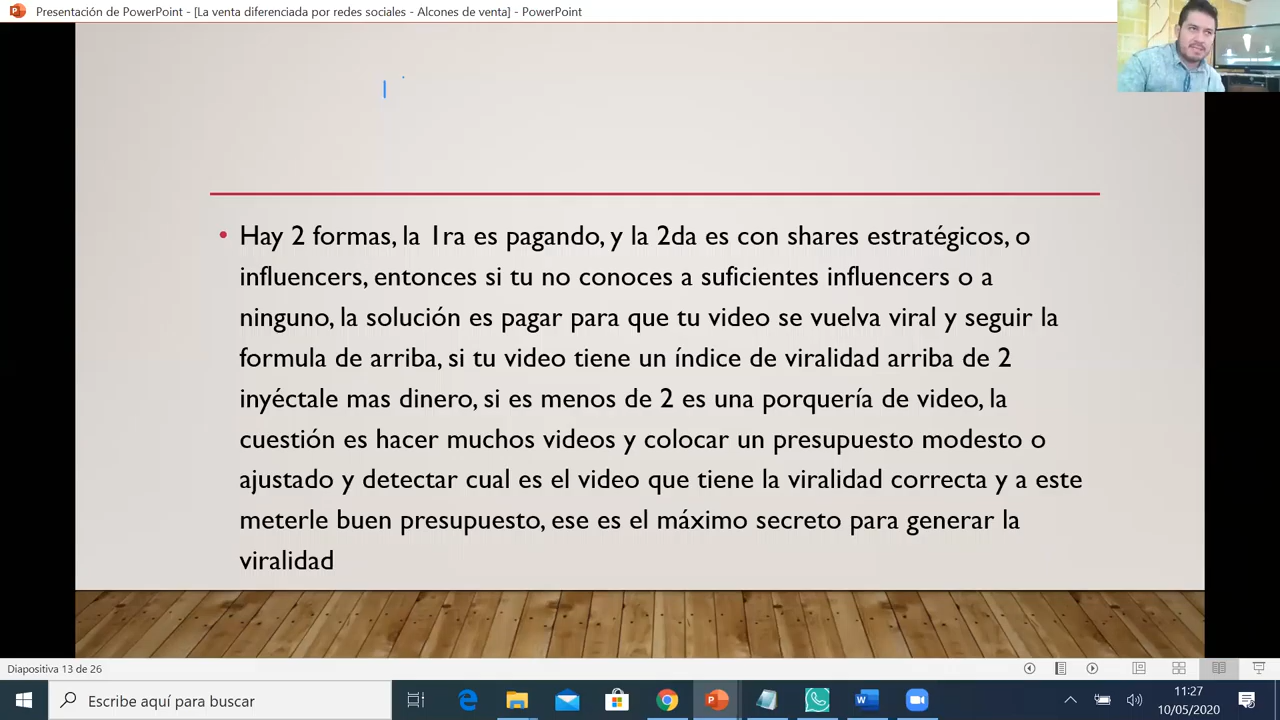 Presentación de PowerPoint - [La venta diferenciada por redes sociales - Alcones de venta] - PowerPoint
• Hay 2 formas, la 1ra es pagando, y la 2da es con shares estratégicos, o
influencers, entonces si tu no conoces a suficientes influencers o a
ninguno, la solución es pagar para que tu video se vuelva viral y seguir la
formula de arriba, si tu video tiene un índice de viralidad arriba de 2
inyéctale mas dinero, si es menos de 2 es una porquería de video, la
cuestión es hacer muchos videos y colocar un presupuesto modesto o
ajustado y detectar cual es el video que tiene la viralidad correcta y a este
meterle buen presupuesto, ese es el máximo secreto para generar la
viralidad
Diapositiva 13 de 26
Escribe aquí para buscar
11:27
10/05/2020